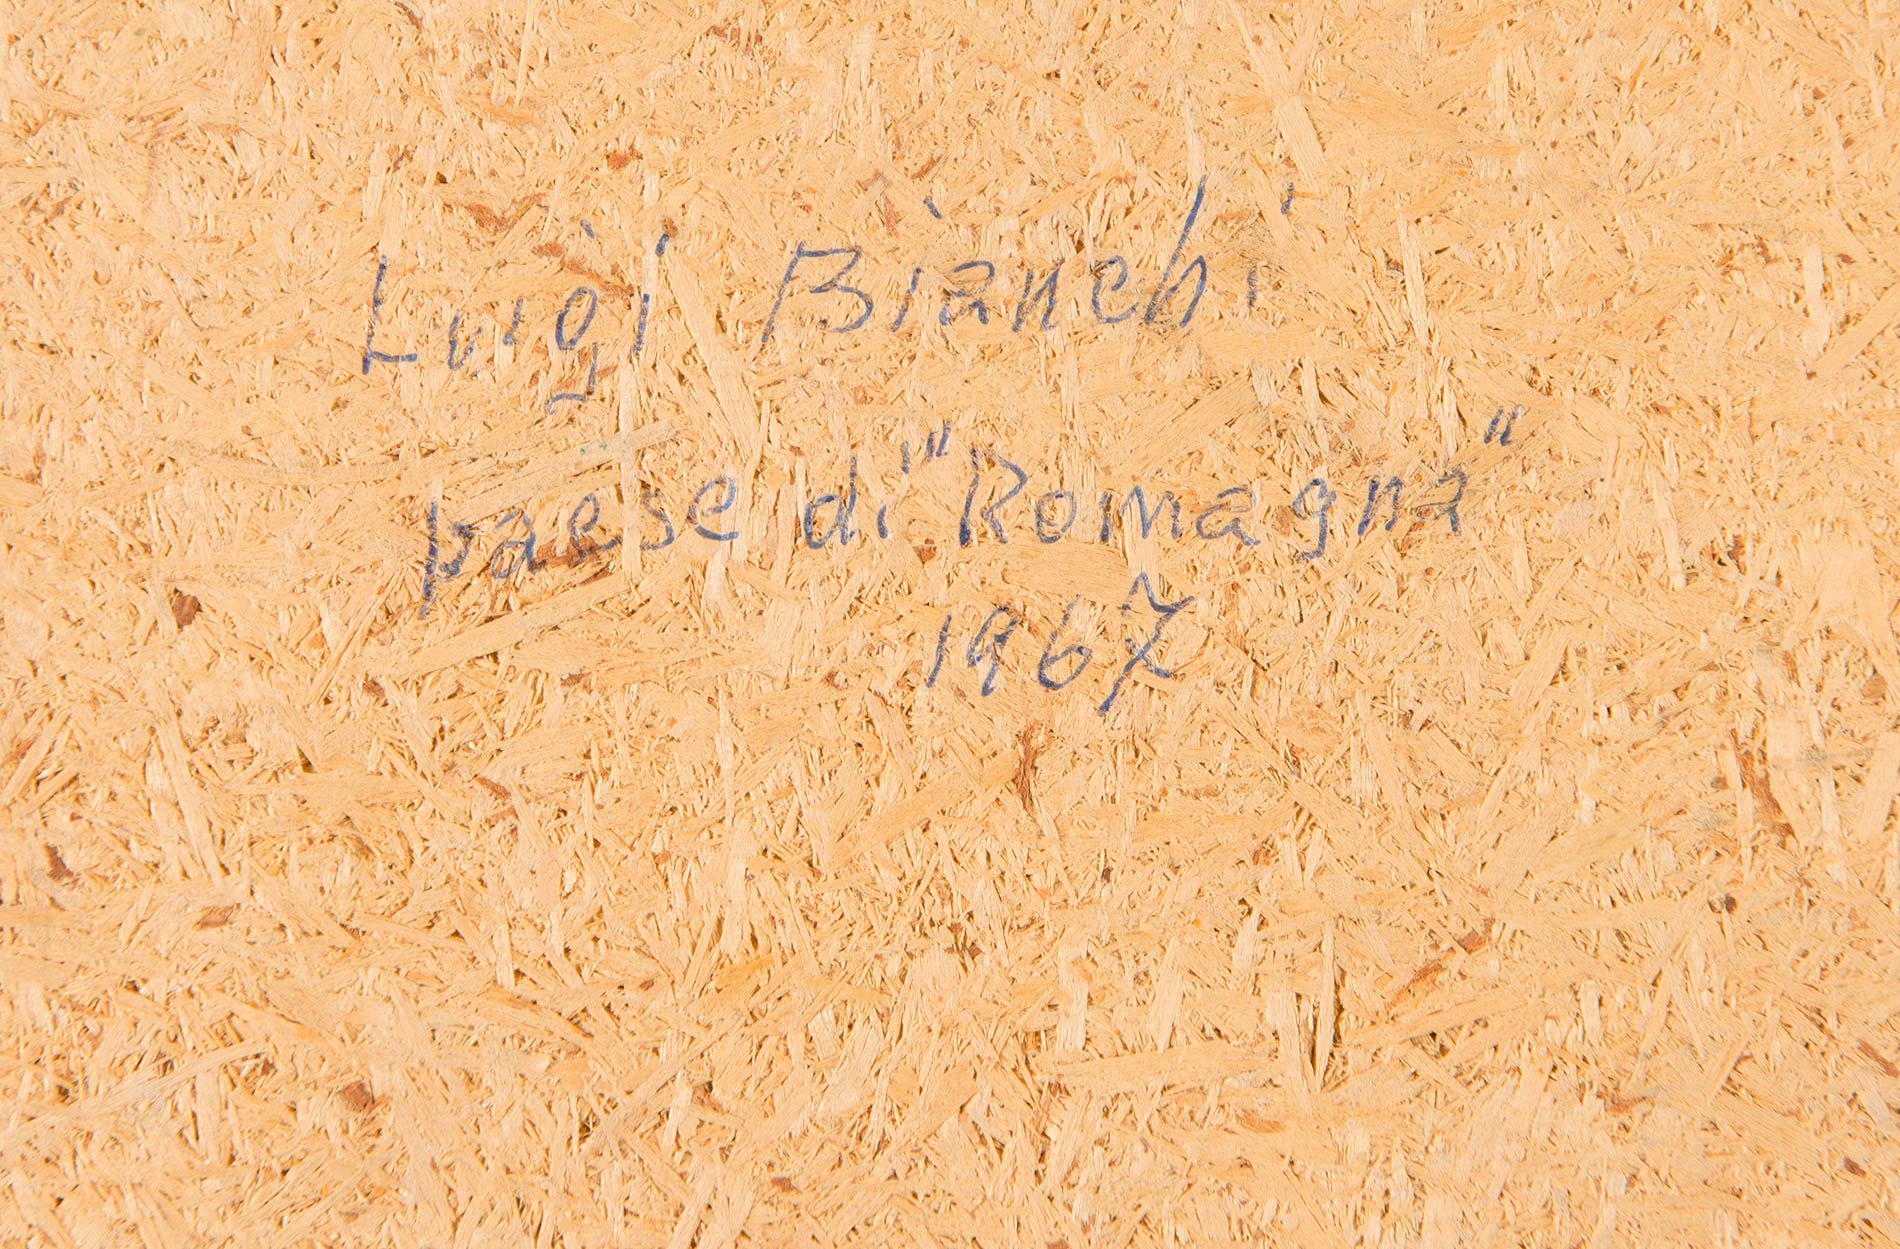 Luigi Bianchi
paese di "Romagna"
1967